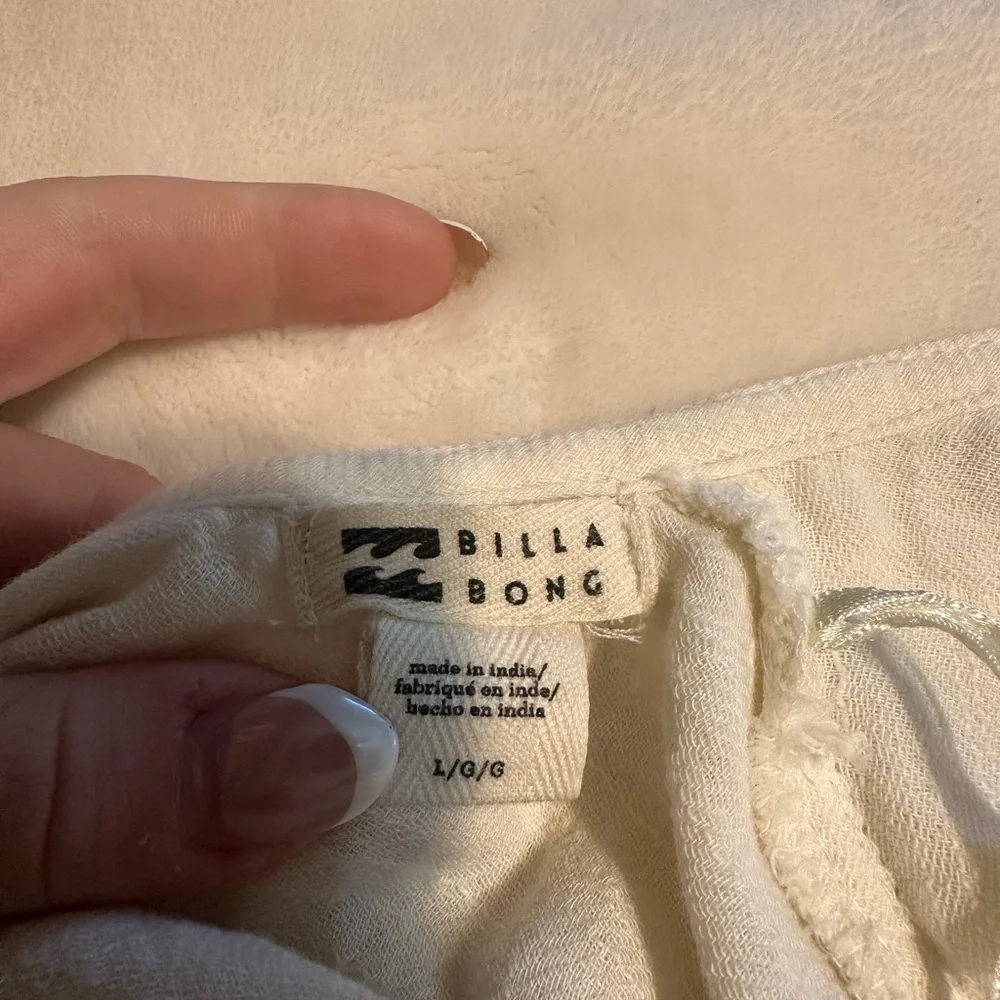 BILLA
BONG
made in india/
fabriqué en inde/
hecho en india
L/G/G